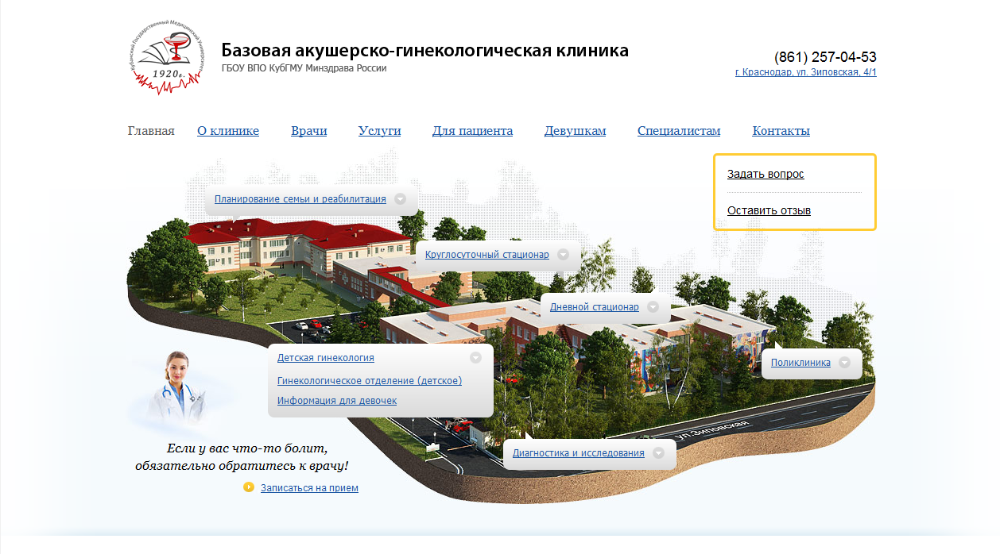 Кубанский Государственный Медицинский Университет
1920г.
Базовая акушерско-гинекологическая клиника
ГБОУ ВПО КубГМУ Минздрава России
(861) 257-04-53
г. Краснодар, ул. Зиповская, 4/1
Главная О клинике Врачи Услуги Для пациента Девушкам Специалистам Контакты
Задать вопрос
Оставить отзыв
Планирование семьи и реабилитация
Круглосуточный стационар
Дневной стационар
Детская гинекология
Гинекологическое отделение (детское)
Информация для девочек
Поликлиника
ул.Зиповская
Диагностика и исследования
Если у вас что-то болит,
обязательно обратитесь к врачу!
Записаться на прием